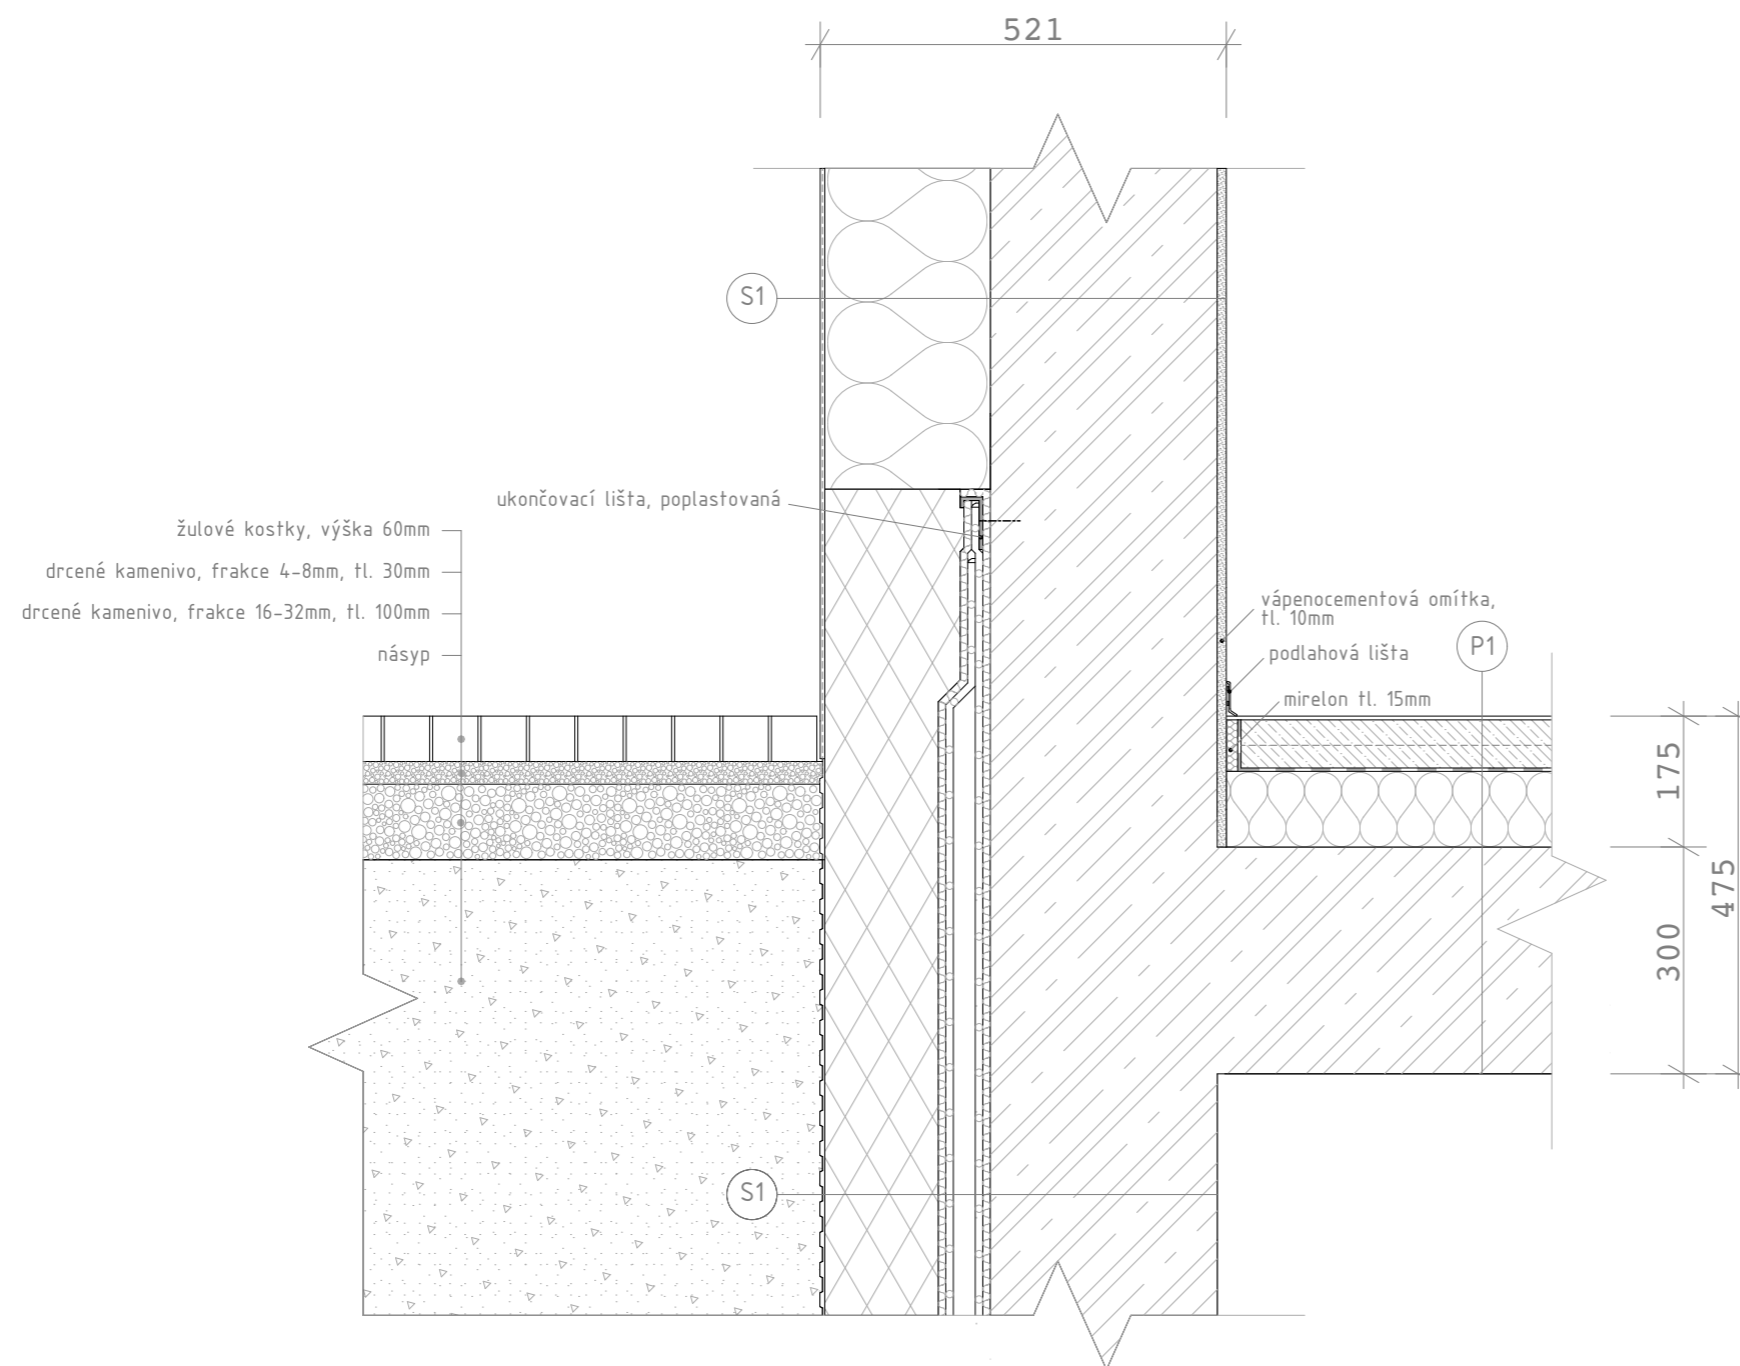 521
S1
ukončovací lišta, poplastovaná
žulové kostky, výška 60mm
drcené kamenivo, frakce 4-8mm, tl. 30mm
drcené kamenivo, frakce 16-32mm, tl. 100mm
násyp
vápenocementová omítka,
tl. 10mm
P1
podlahová lišta
mirelon tl. 15mm
175
475
300
S1